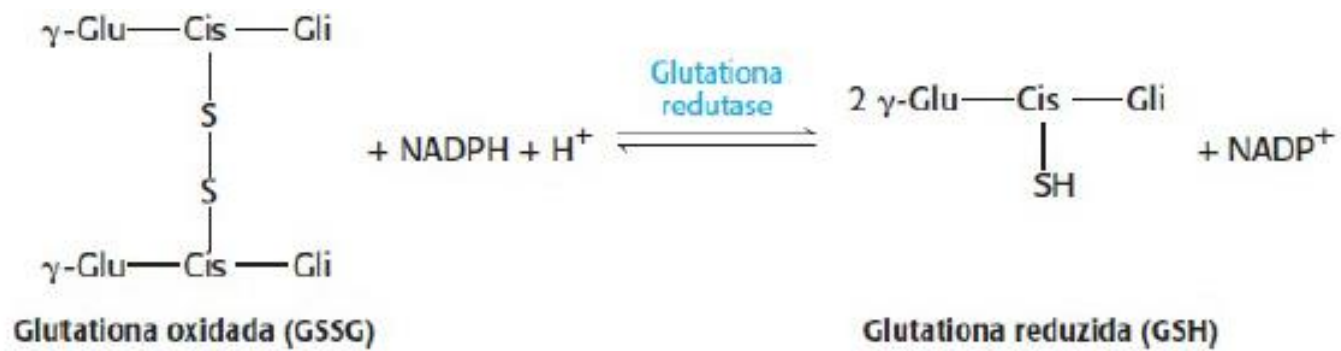 γ-Glu—Cis—Gli
S
S
γ-Glu—Cis—Gli
+ NADPH + H⁺
Glutationa
redutase
2 γ-Glu—Cis—Gli
SH
+ NADP⁺
Glutationa oxidada (GSSG)
Glutationa reduzida (GSH)